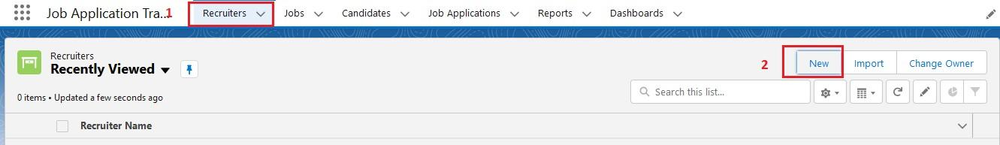 Job Application Tra... 1 Recruiters Jobs Candidates Job Applications Reports Dashboards
Recruiters
Recently Viewed
2 New Import Change Owner
0 items • Updated a few seconds ago
Search this list...
Recruiter Name